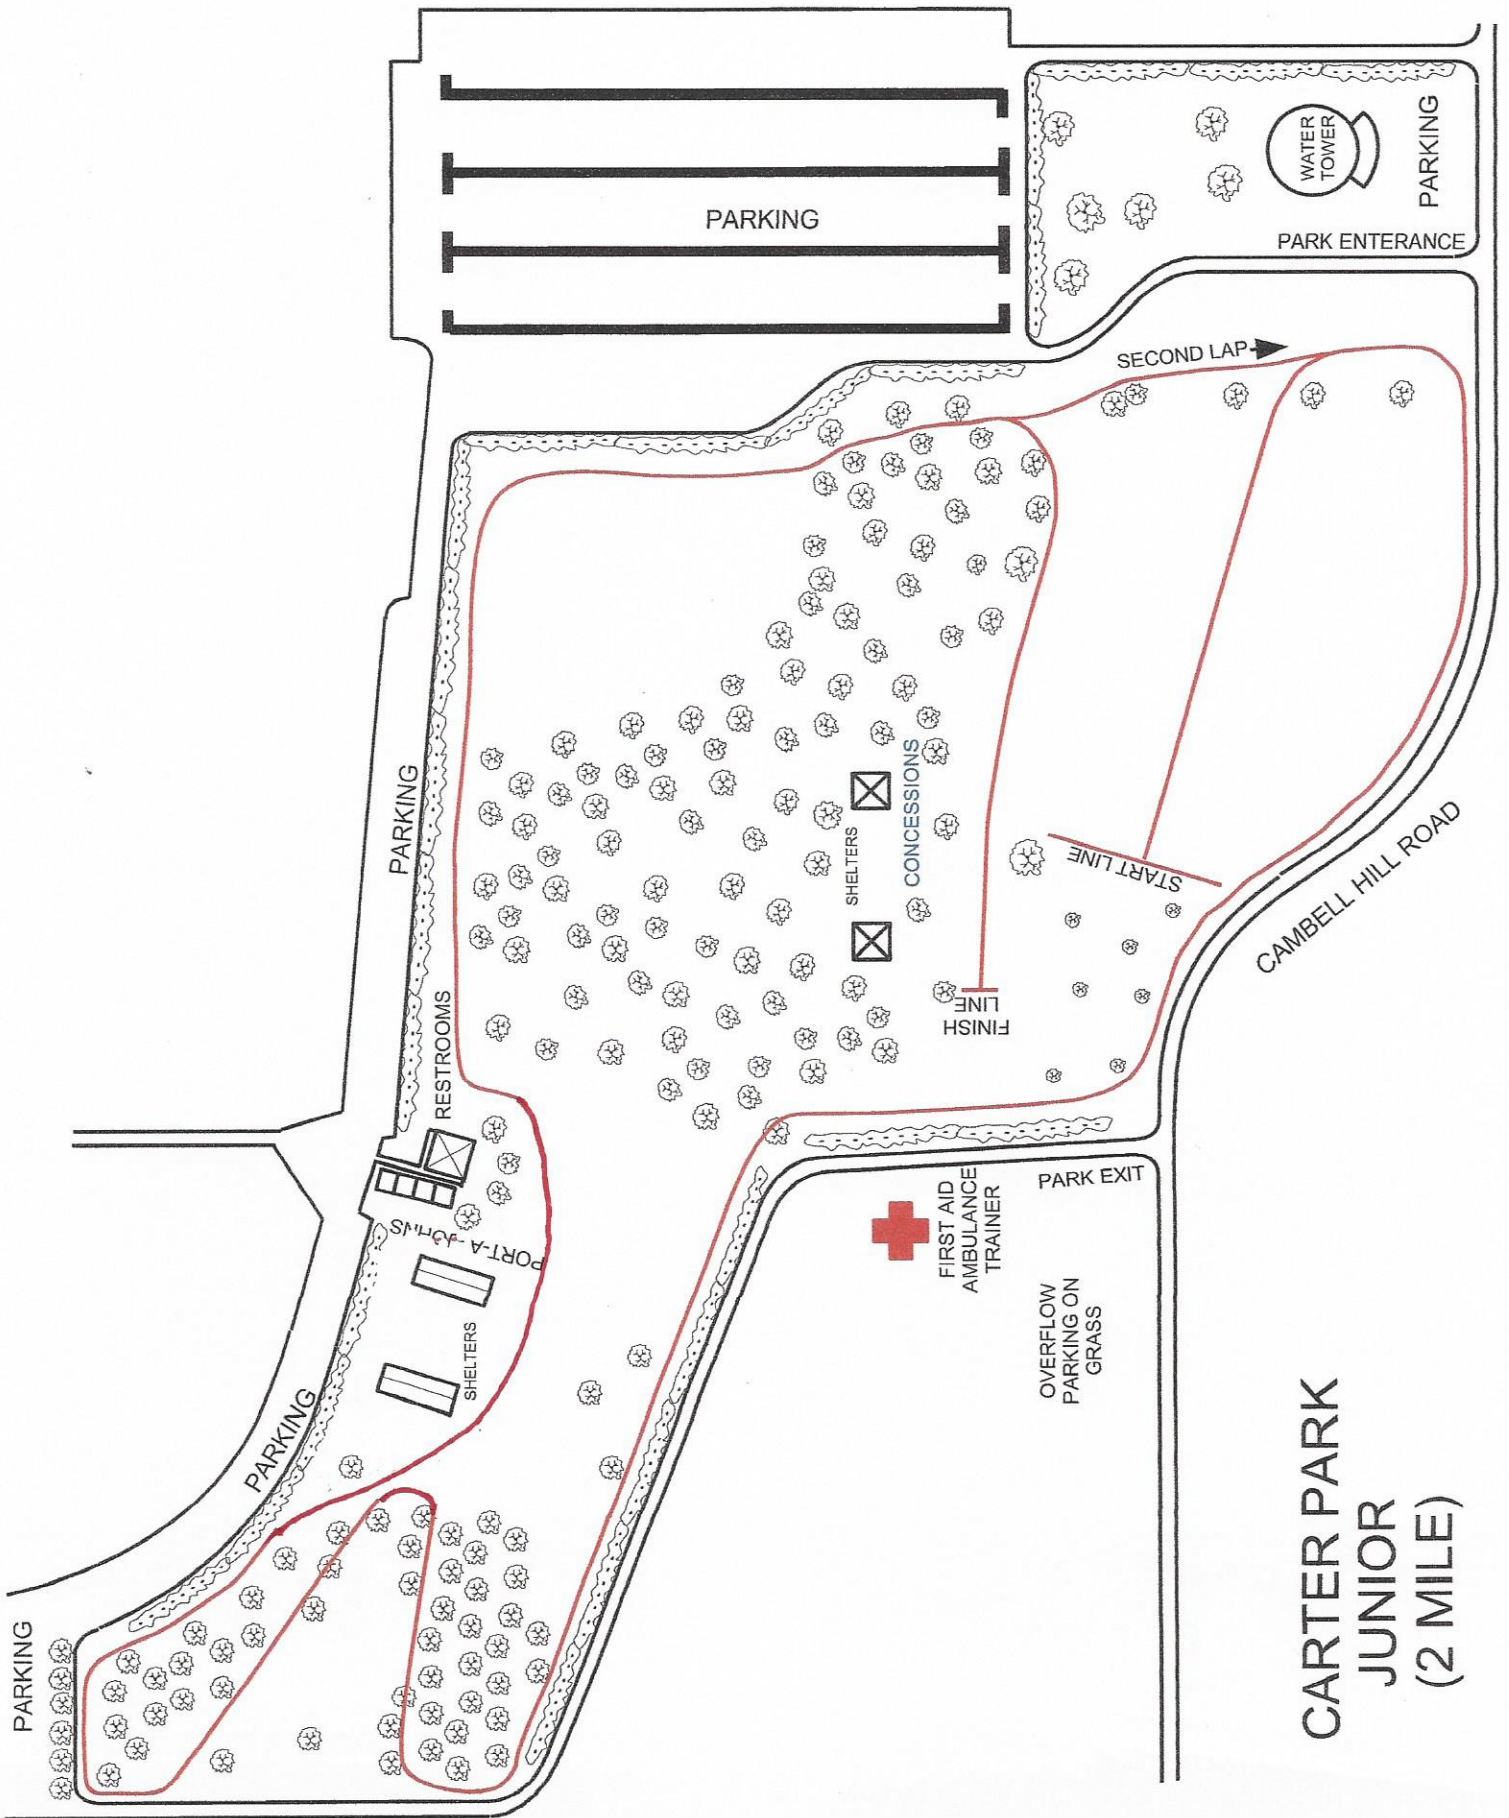 PARKING
WATER
TOWER
PARKING
PARK ENTERANCE
SECOND LAP
PARKING
CONCESSIONS
SHELTERS
START LINE
CAMBELL HILL ROAD
FINISH
LINE
RESTROOMS
PORT-A-JOHNS
SHELTERS
PARKING
PARK EXIT
FIRST AID
AMBULANCE
TRAINER
OVERFLOW
PARKING ON
GRASS
PARKING
CARTER PARK
JUNIOR
(2 MILE)